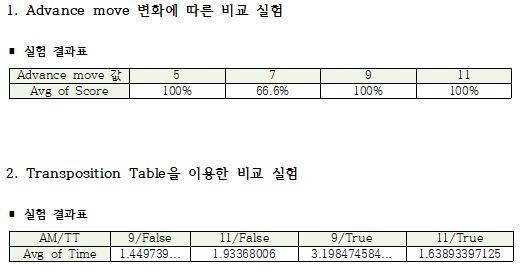 1. Advance move 변화에 따른 비교 실험
■ 실험 결과표
Advance move 값 5 7 9 11
Avg of Score 100% 66.6% 100% 100%
2. Transposition Table을 이용한 비교 실험
■ 실험 결과표
AM/TT 9/False 11/False 9/True 11/True
Avg of Time 1.449739... 1.93368006 3.198474584... 1.63893397125